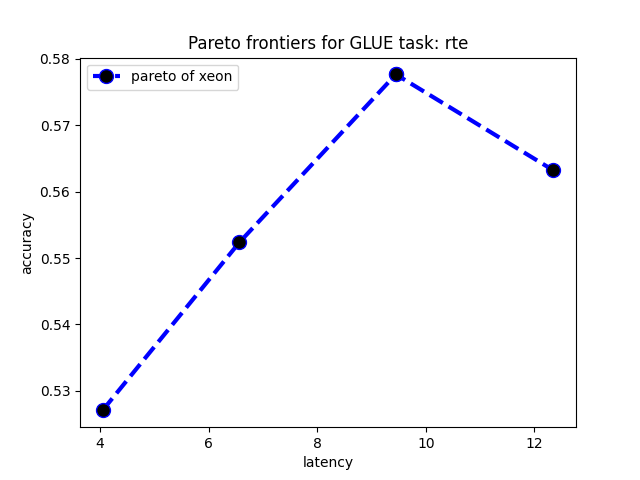 Pareto frontiers for GLUE task: rte
pareto of xeon
0.58
0.57
0.56
0.55
0.54
0.53
accuracy
4 6 8 10 12
latency